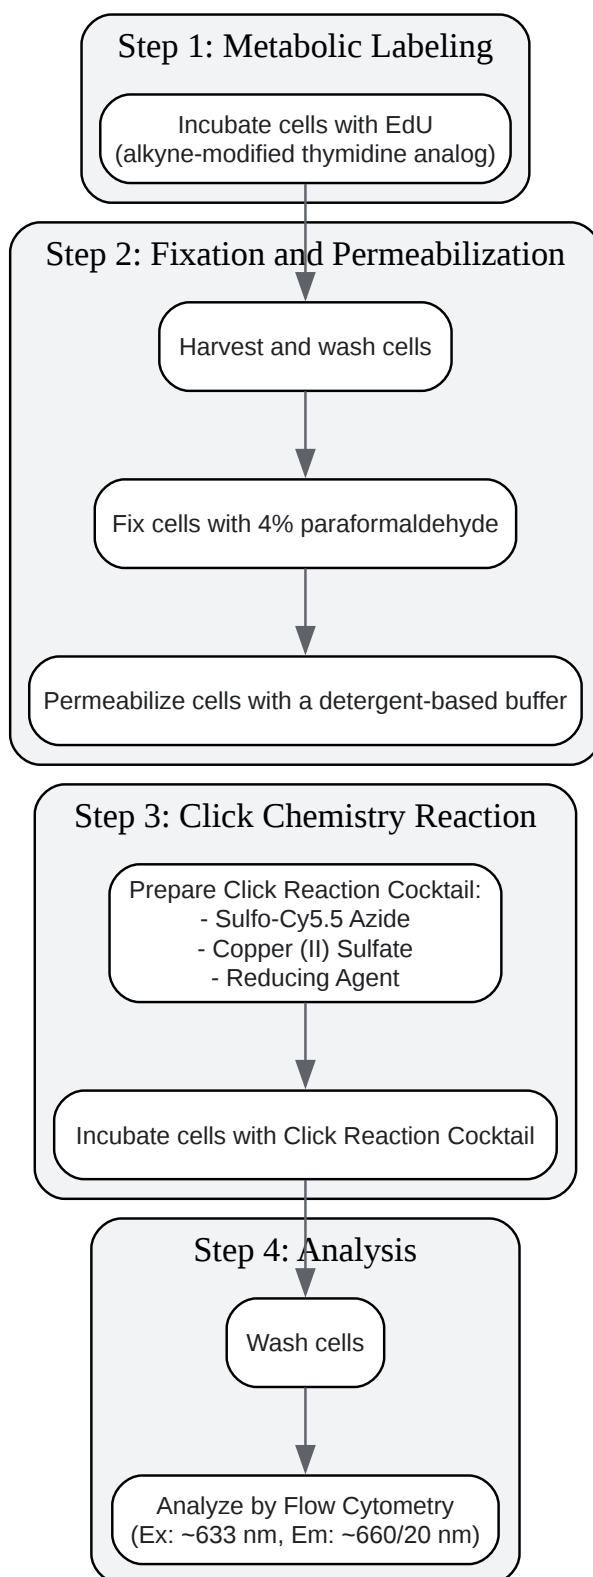 Step 1: Metabolic Labeling
Incubate cells with EdU
(alkyne-modified thymidine analog)
Step 2: Fixation and Permeabilization
Harvest and wash cells
Fix cells with 4% paraformaldehyde
Permeabilize cells with a detergent-based buffer
Step 3: Click Chemistry Reaction
Prepare Click Reaction Cocktail:
- Sulfo-Cy5.5 Azide
- Copper (II) Sulfate
- Reducing Agent
Incubate cells with Click Reaction Cocktail
Step 4: Analysis
Wash cells
Analyze by Flow Cytometry
(Ex: ~633 nm, Em: ~660/20 nm)